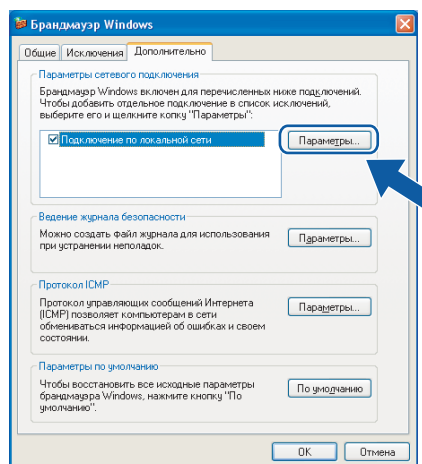 Брандмауэр Windows
Общие Исключения Дополнительно
Параметры сетевого подключения
Брандмауэр Windows включен для перечисленных ниже подключений.
Чтобы добавить отдельное подключение в список исключений,
выберите его и щелкните копку "Параметры":
Подключение по локальной сети
Параметры...
Ведение журнала безопасности
Можно создать файл журнала для использования
при устранении неполадок.
Параметры...
Протокол ICMP
Протокол управляющих сообщений Интернета
(ICMP) позволяет компьютерам в сети
обмениваться информацией об ошибках и своем
состоянии.
Параметры...
Параметры по умолчанию
Чтобы восстановить все исходные параметры
брандмауэра Windows, нажмите кнопку "По
умолчанию".
По умолчанию
OK Отмена